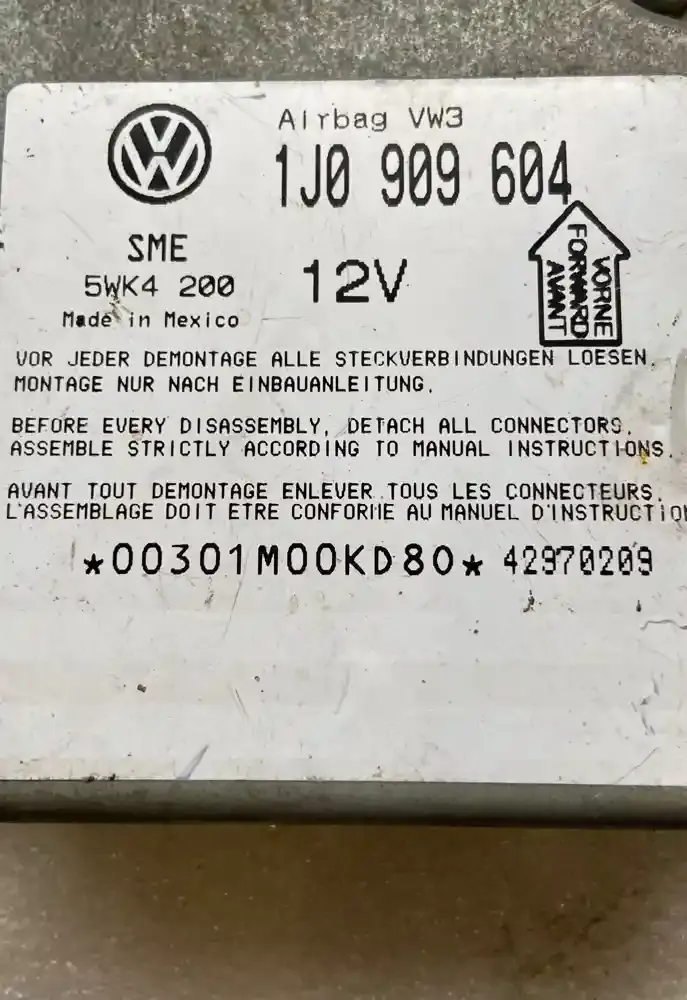 Airbag VW3
1J0 909 604
SME
5WK4 200
Made in Mexico
12V
VORNE
FORWARD
AVANT
VOR JEDER DEMONTAGE ALLE STECKVERBINDUNGEN LOESEN.
MONTAGE NUR NACH EINBAUANLEITUNG.
BEFORE EVERY DISASSEMBLY, DETACH ALL CONNECTORS.
ASSEMBLE STRICTLY ACCORDING TO MANUAL INSTRUCTIONS.
AVANT TOUT DEMONTAGE ENLEVER TOUS LES CONNECTEURS.
L'ASSEMBLAGE DOIT ETRE CONFORME AU MANUEL D'INSTRUCTIO
*00301M00KD80* 42970209